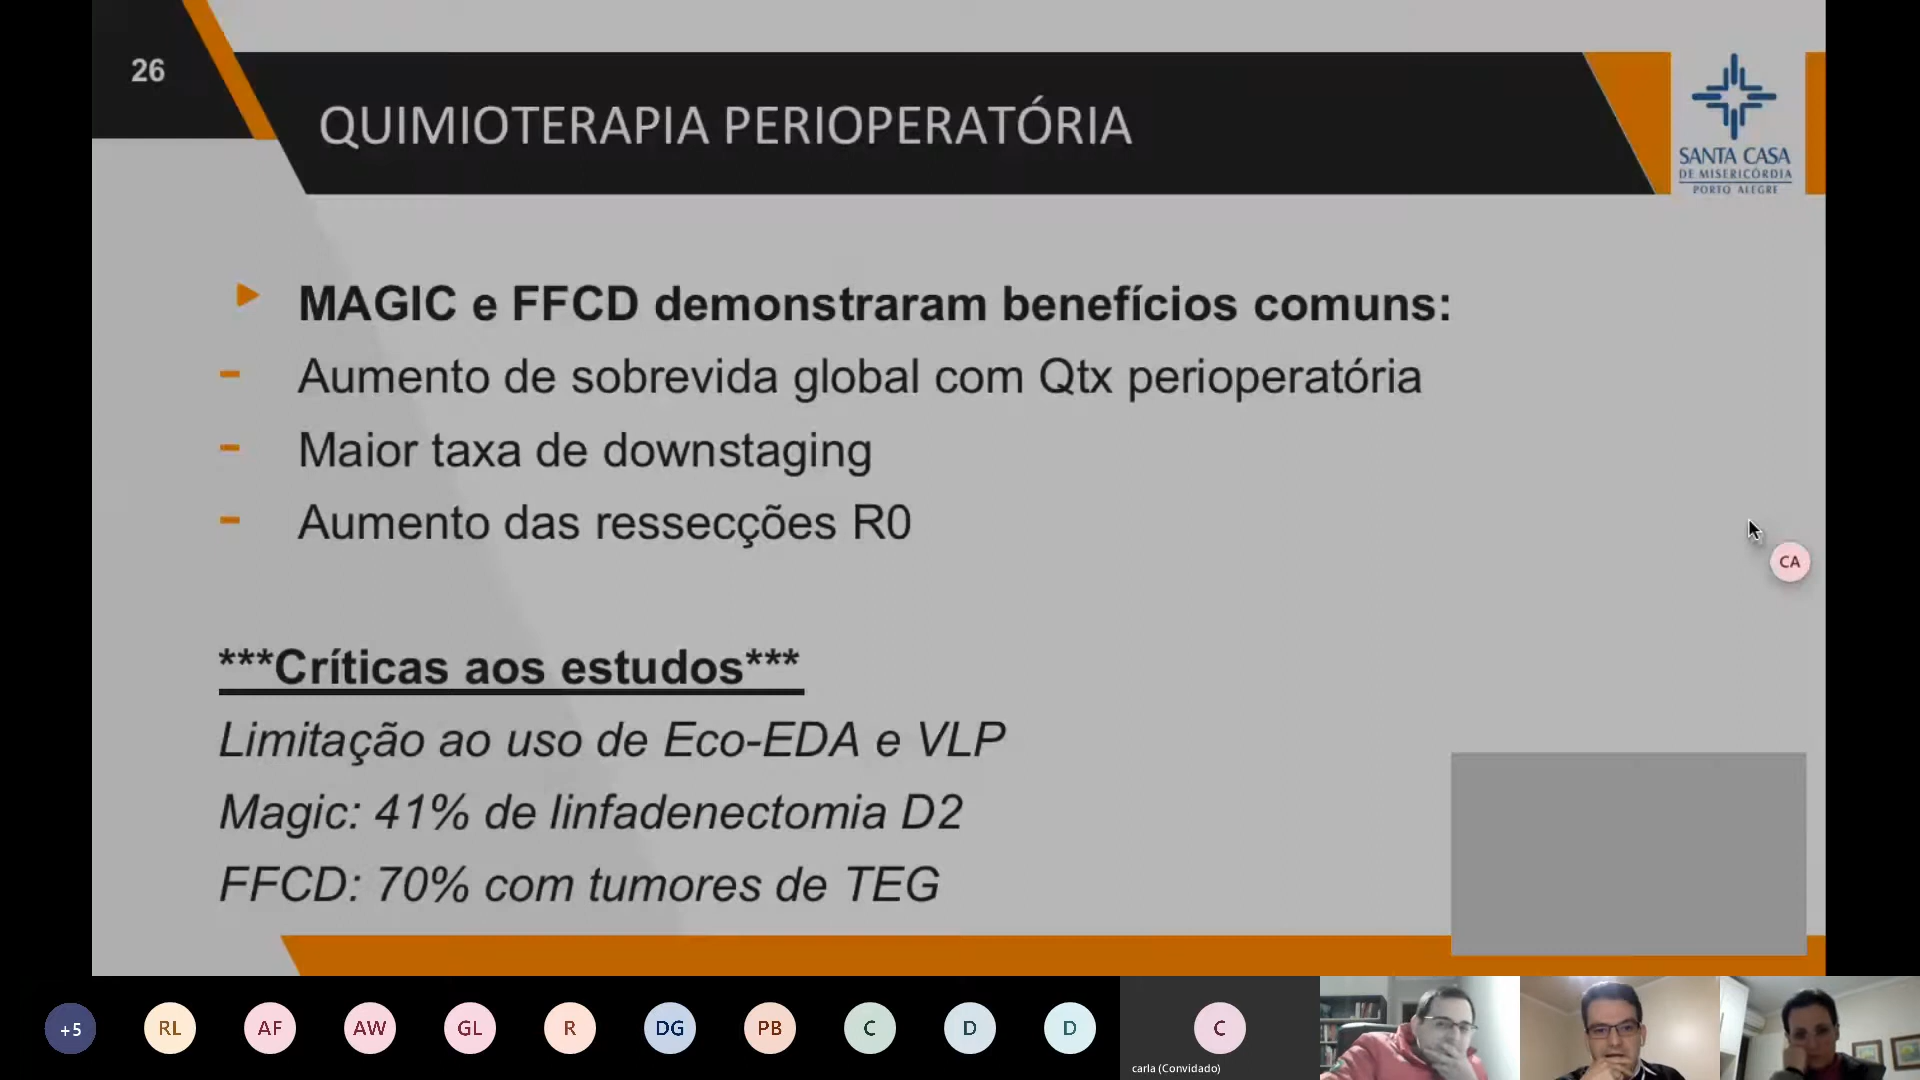 26
QUIMIOTERAPIA PERIOPERATÓRIA
SANTA CASA
DE MISERICÓRDIA
PORTO ALEGRE
MAGIC e FFCD demonstraram benefícios comuns:
- Aumento de sobrevida global com Qtx perioperatória
- Maior taxa de downstaging
- Aumento das ressecções R0
CA
***Críticas aos estudos***
Limitação ao uso de Eco-EDA e VLP
Magic: 41% de linfadenectomia D2
FFCD: 70% com tumores de TEG
+5 RL AF AW GL R DG PB C D D C
carla (Convidado)